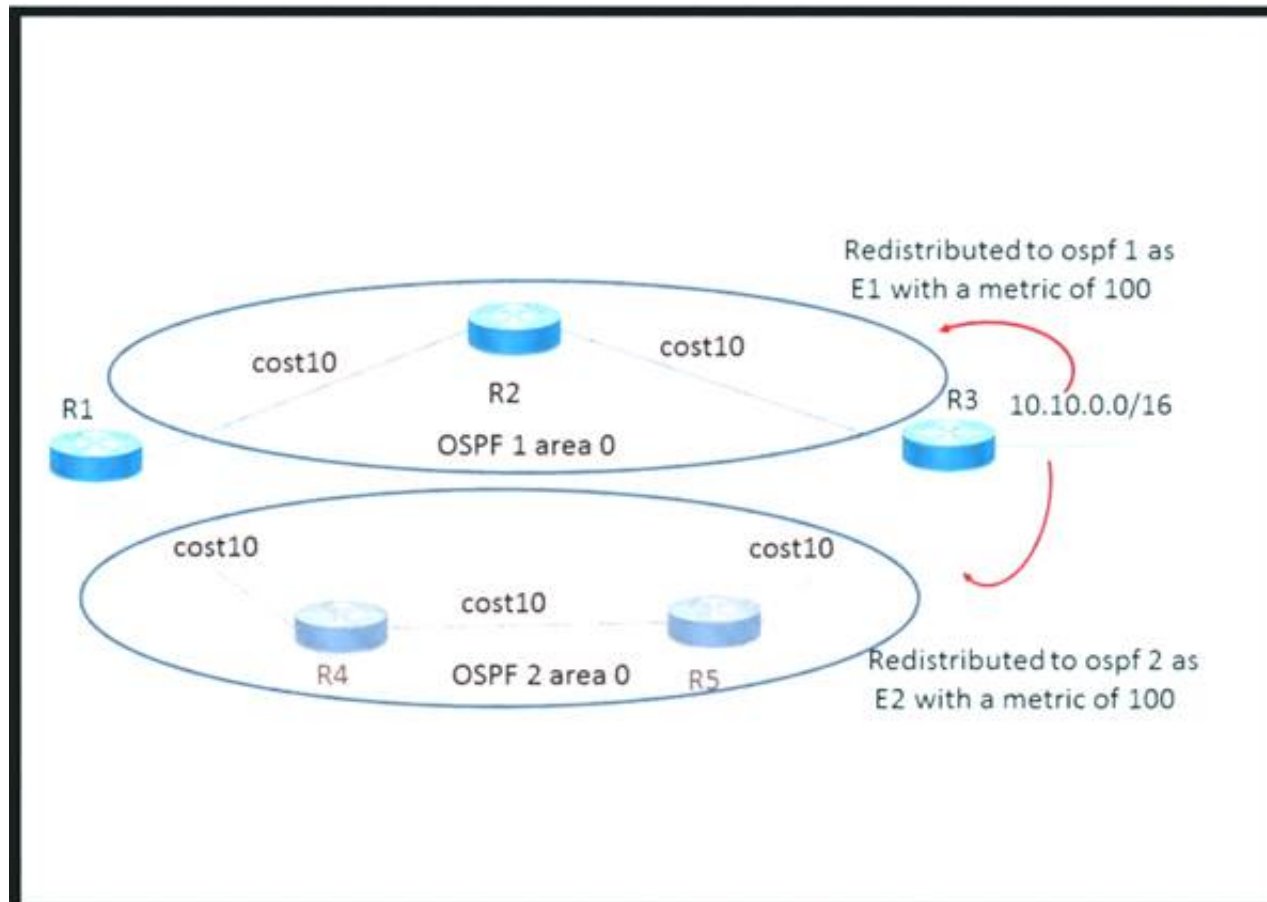 Redistributed to ospf 1 as
E1 with a metric of 100
cost10
cost10
R2
R1
R3
10.10.0.0/16
OSPF 1 area 0
cost10
cost10
cost10
R4
OSPF 2 area 0
R5
Redistributed to ospf 2 as
E2 with a metric of 100